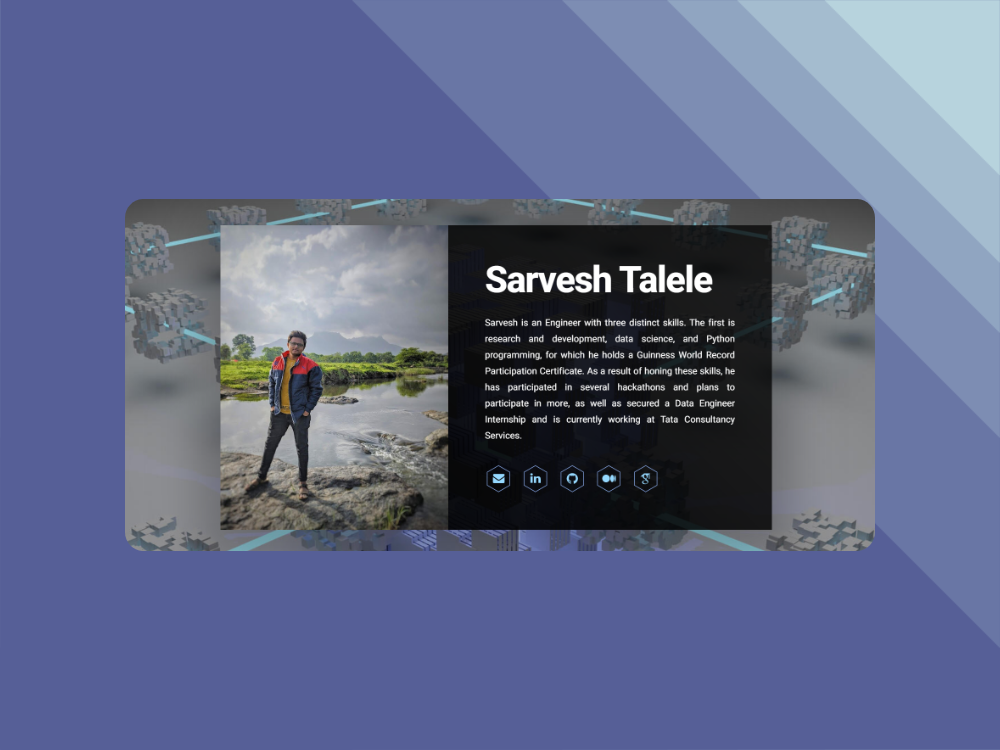 Sarvesh Talele
Sarvesh is an Engineer with three distinct skills. The first is
research and development, data science, and Python
programming, for which he holds a Guinness World Record
Participation Certificate. As a result of honing these skills, he
has participated in several hackathons and plans to
participate in more, as well as secured a Data Engineer
Internship and is currently working at Tata Consultancy
Services.